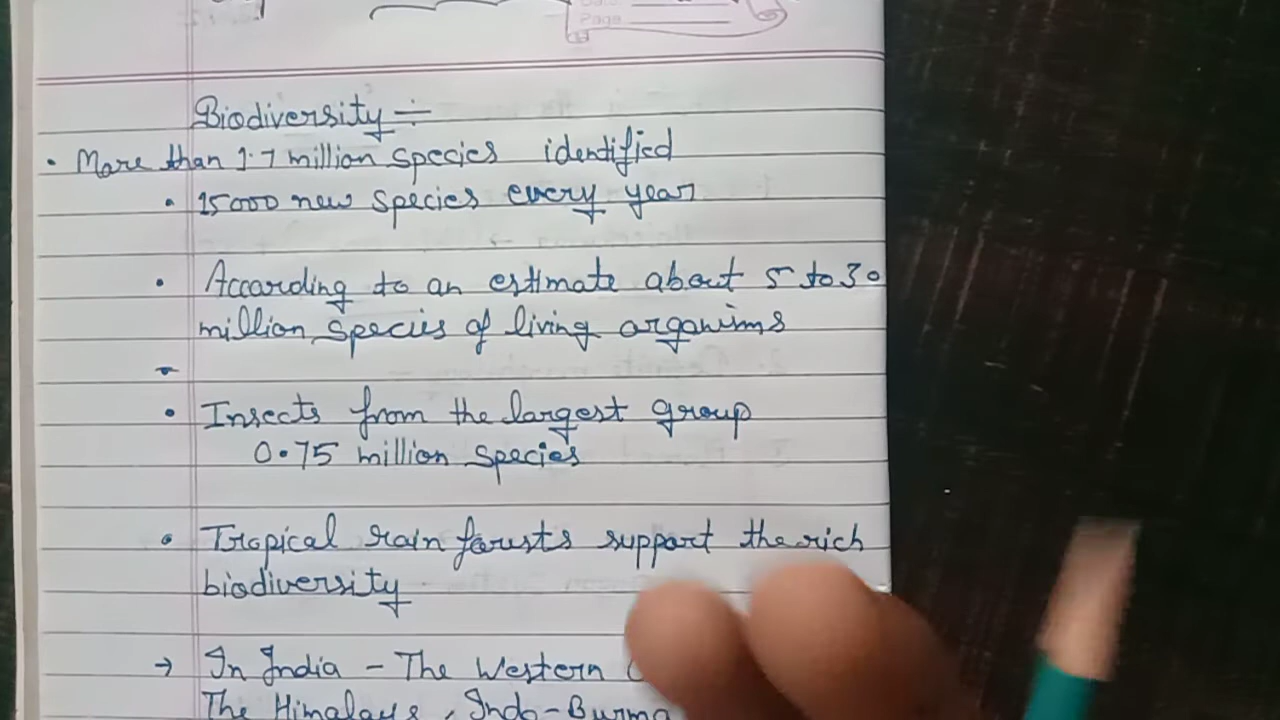 Page
Biodiversity :-
• More than 1.7 million species identified
• 15000 new species every year
• According to an estimate about 5 to 30
million species of living organisms
• Insects from the largest group
0.75 million species
• Tropical rain forests support the rich
biodiversity
→ In India - The Western
The Himalays, Indo-Burma